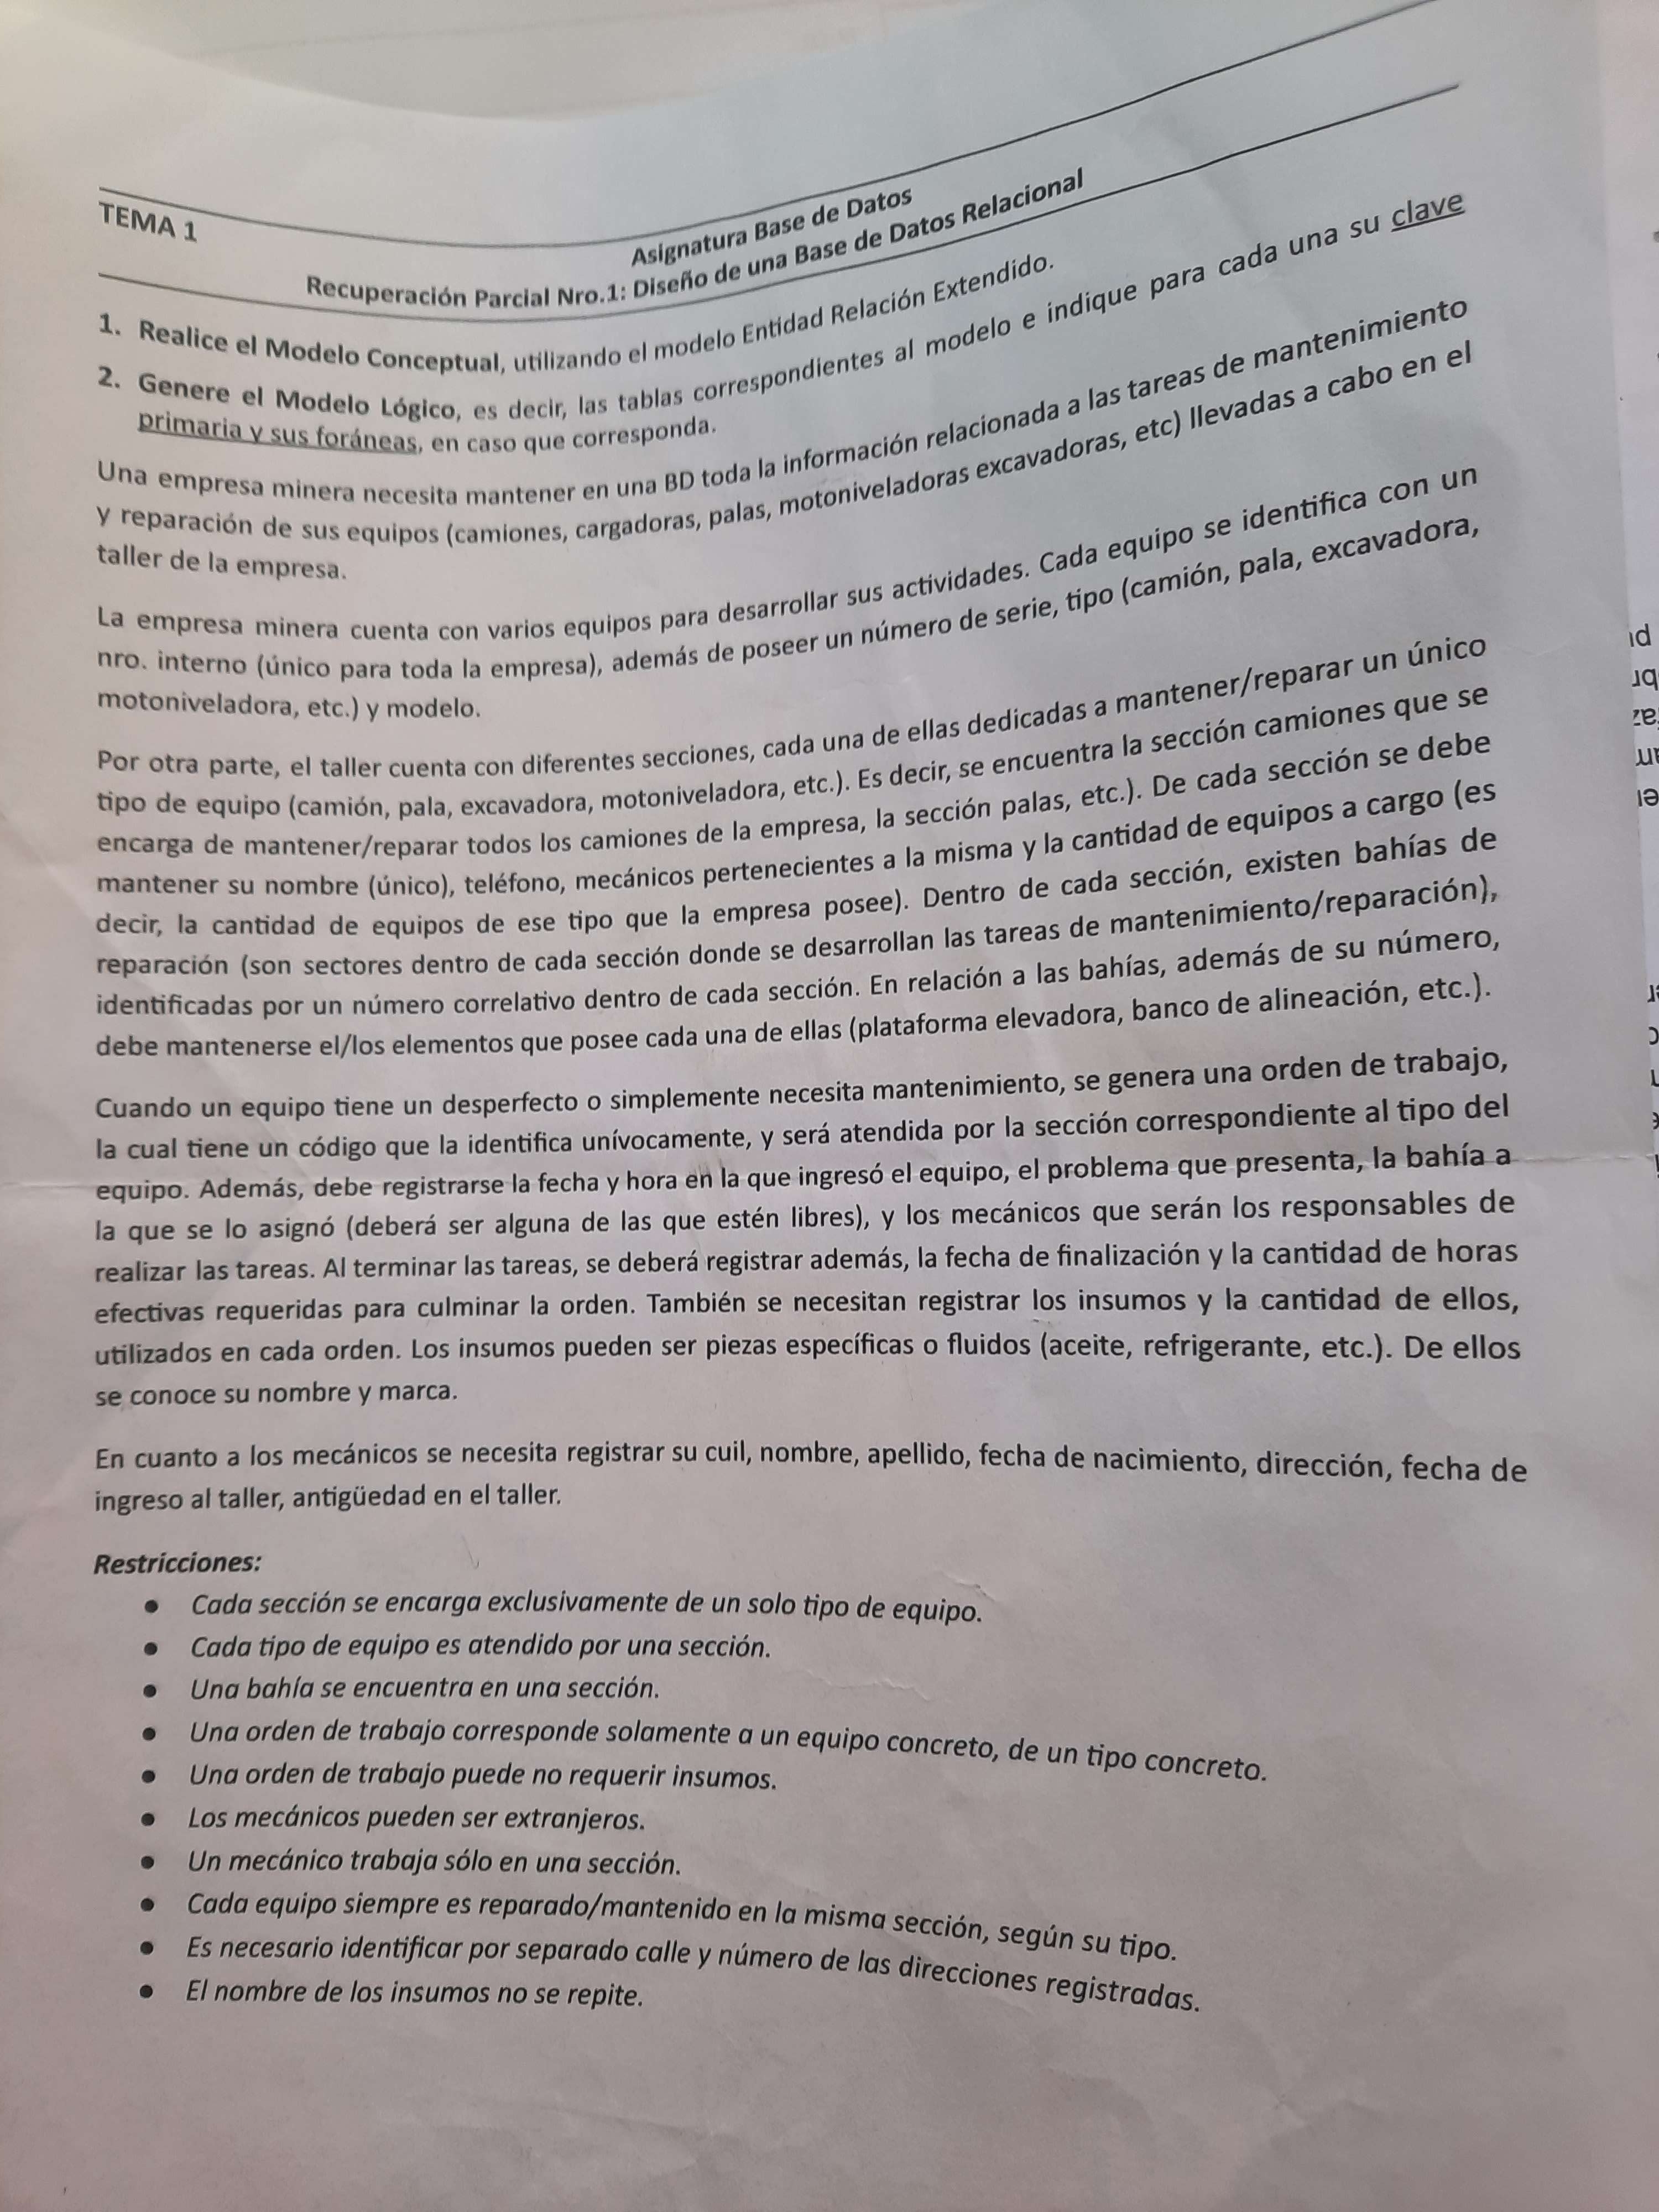 TEMA 1
Asignatura Base de Datos
Recuperación Parcial Nro.1: Diseño de una Base de Datos Relacional
1. Realice el Modelo Conceptual, utilizando el modelo Entidad Relación Extendido.
2. Genere el Modelo Lógico, es decir, las tablas correspondientes al modelo e indique para cada una su clave
primaria y sus foráneas, en caso que corresponda.
Una empresa minera necesita mantener en una BD toda la información relacionada a las tareas de mantenimiento
y reparación de sus equipos (camiones, cargadoras, palas, motoniveladoras excavadoras, etc) llevadas a cabo en el
taller de la empresa.
La empresa minera cuenta con varios equipos para desarrollar sus actividades. Cada equipo se identifica con un
nro. interno (único para toda la empresa), además de poseer un número de serie, tipo (camión, pala, excavadora,
motoniveladora, etc.) y modelo.
Por otra parte, el taller cuenta con diferentes secciones, cada una de ellas dedicadas a mantener/reparar un único
tipo de equipo (camión, pala, excavadora, motoniveladora, etc.). Es decir, se encuentra la sección camiones que se
encarga de mantener/reparar todos los camiones de la empresa, la sección palas, etc.). De cada sección se debe
mantener su nombre (único), teléfono, mecánicos pertenecientes a la misma y la cantidad de equipos a cargo (es
decir, la cantidad de equipos de ese tipo que la empresa posee). Dentro de cada sección, existen bahías de
reparación (son sectores dentro de cada sección donde se desarrollan las tareas de mantenimiento/reparación),
identificadas por un número correlativo dentro de cada sección. En relación a las bahías, además de su número,
debe mantenerse el/los elementos que posee cada una de ellas (plataforma elevadora, banco de alineación, etc.).
Cuando un equipo tiene un desperfecto o simplemente necesita mantenimiento, se genera una orden de trabajo,
la cual tiene un código que la identifica unívocamente, y será atendida por la sección correspondiente al tipo del
equipo. Además, debe registrarse la fecha y hora en la que ingresó el equipo, el problema que presenta, la bahía a
la que se lo asignó (deberá ser alguna de las que estén libres), y los mecánicos que serán los responsables de
realizar las tareas. Al terminar las tareas, se deberá registrar además, la fecha de finalización y la cantidad de horas
efectivas requeridas para culminar la orden. También se necesitan registrar los insumos y la cantidad de ellos,
utilizados en cada orden. Los insumos pueden ser piezas específicas o fluidos (aceite, refrigerante, etc.). De ellos
se conoce su nombre y marca.
En cuanto a los mecánicos se necesita registrar su cuil, nombre, apellido, fecha de nacimiento, dirección, fecha de
ingreso al taller, antigüedad en el taller.
Restricciones:
• Cada sección se encarga exclusivamente de un solo tipo de equipo.
• Cada tipo de equipo es atendido por una sección.
• Una bahía se encuentra en una sección.
• Una orden de trabajo corresponde solamente a un equipo concreto, de un tipo concreto.
• Una orden de trabajo puede no requerir insumos.
• Los mecánicos pueden ser extranjeros.
• Un mecánico trabaja sólo en una sección.
• Cada equipo siempre es reparado/mantenido en la misma sección, según su tipo.
• Es necesario identificar por separado calle y número de las direcciones registradas.
• El nombre de los insumos no se repite.